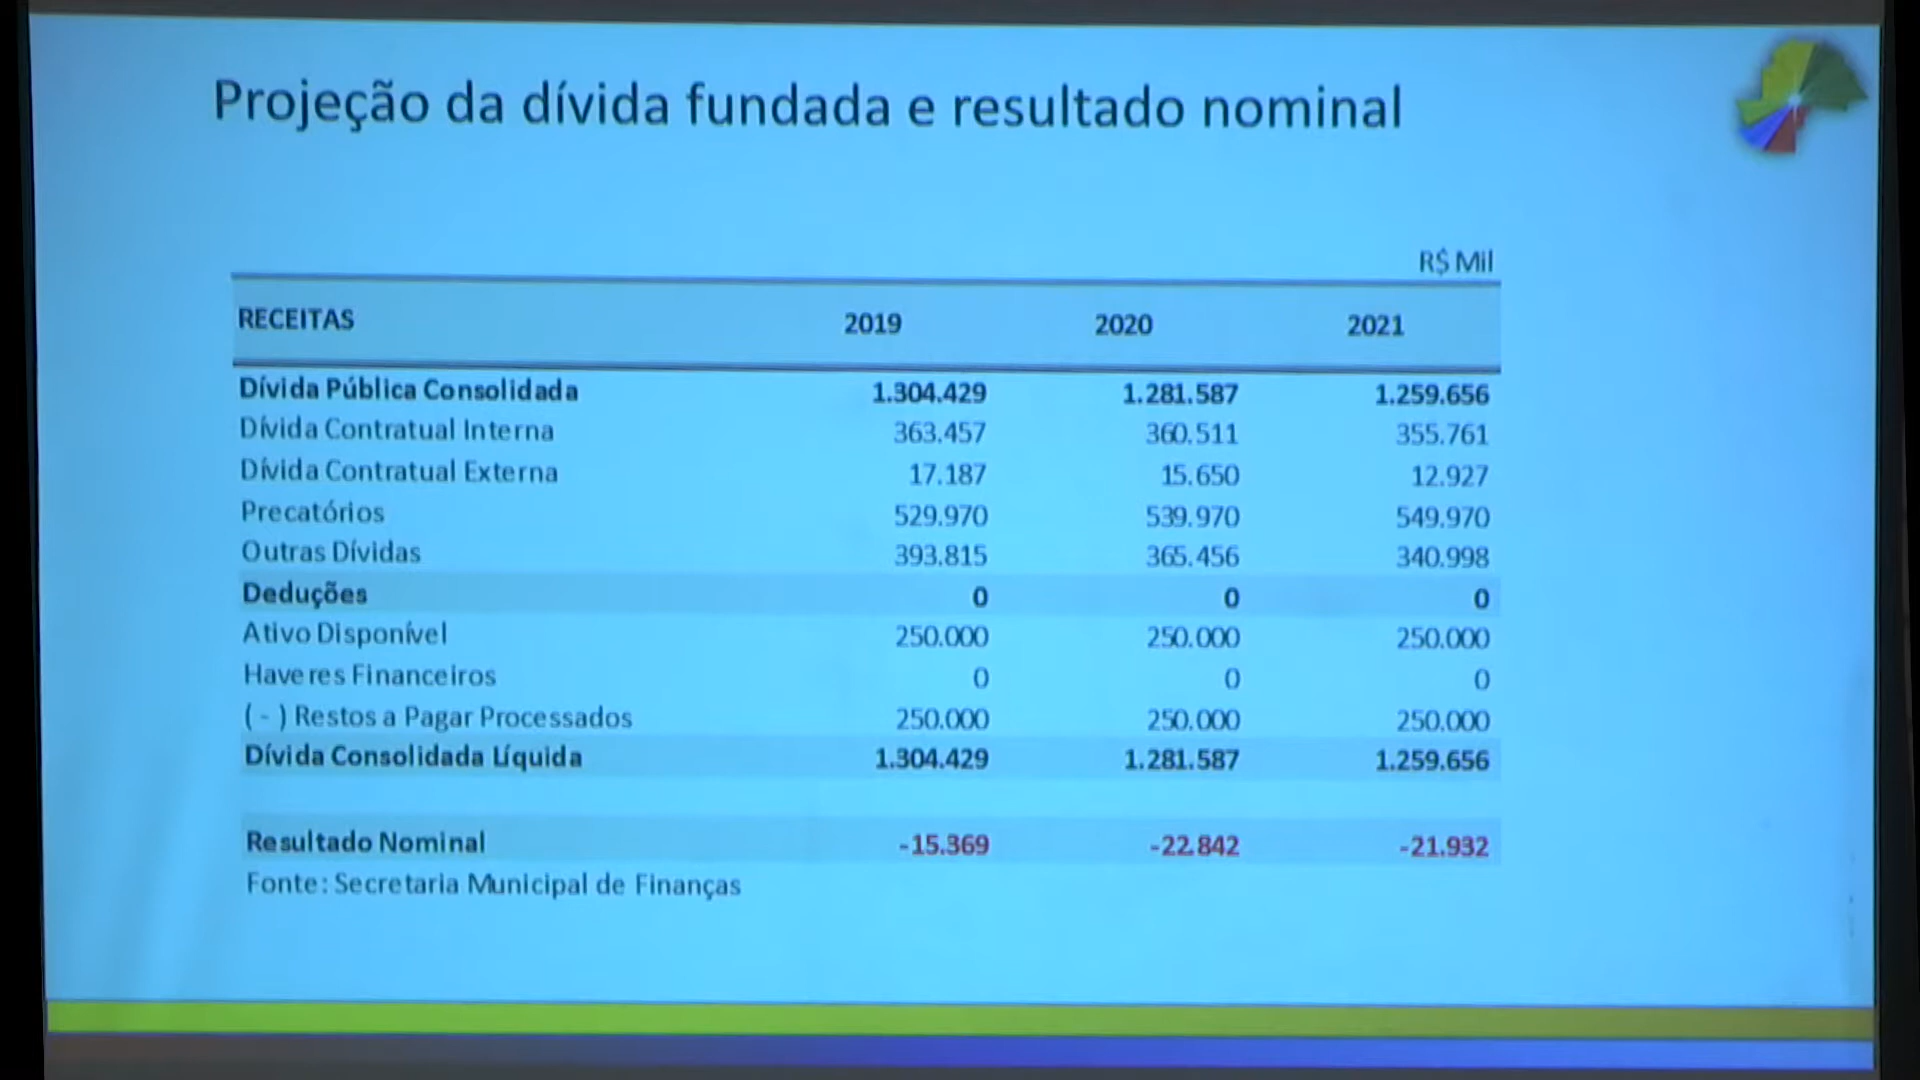 Projeção da dívida fundada e resultado nominal
R$ Mil
RECEITAS 2019 2020 2021
Dívida Pública Consolidada 1.304.429 1.281.587 1.259.656
Dívida Contratual Interna 363.457 360.511 355.761
Dívida Contratual Externa 17.187 15.650 12.927
Precatórios 529.970 539.970 549.970
Outras Dívidas 393.815 365.456 340.998
Deduções 0 0 0
Ativo Disponível 250.000 250.000 250.000
Haveres Financeiros 0 0 0
( - ) Restos a Pagar Processados 250.000 250.000 250.000
Dívida Consolidada Líquida 1.304.429 1.281.587 1.259.656
Resultado Nominal -15.369 -22.842 -21.932
Fonte: Secretaria Municipal de Finanças